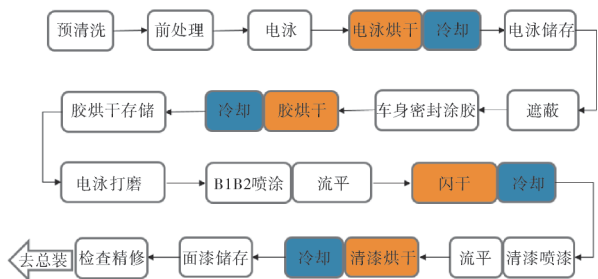 预清洗 前处理 电泳 电泳烘干 冷却 电泳储存
胶烘干存储 冷却 胶烘干 车身密封涂胶 遮蔽
电泳打磨 B1B2喷涂 流平 闪干 冷却
去总装 检查精修 面漆储存 冷却 清漆烘干 流平 清漆喷漆